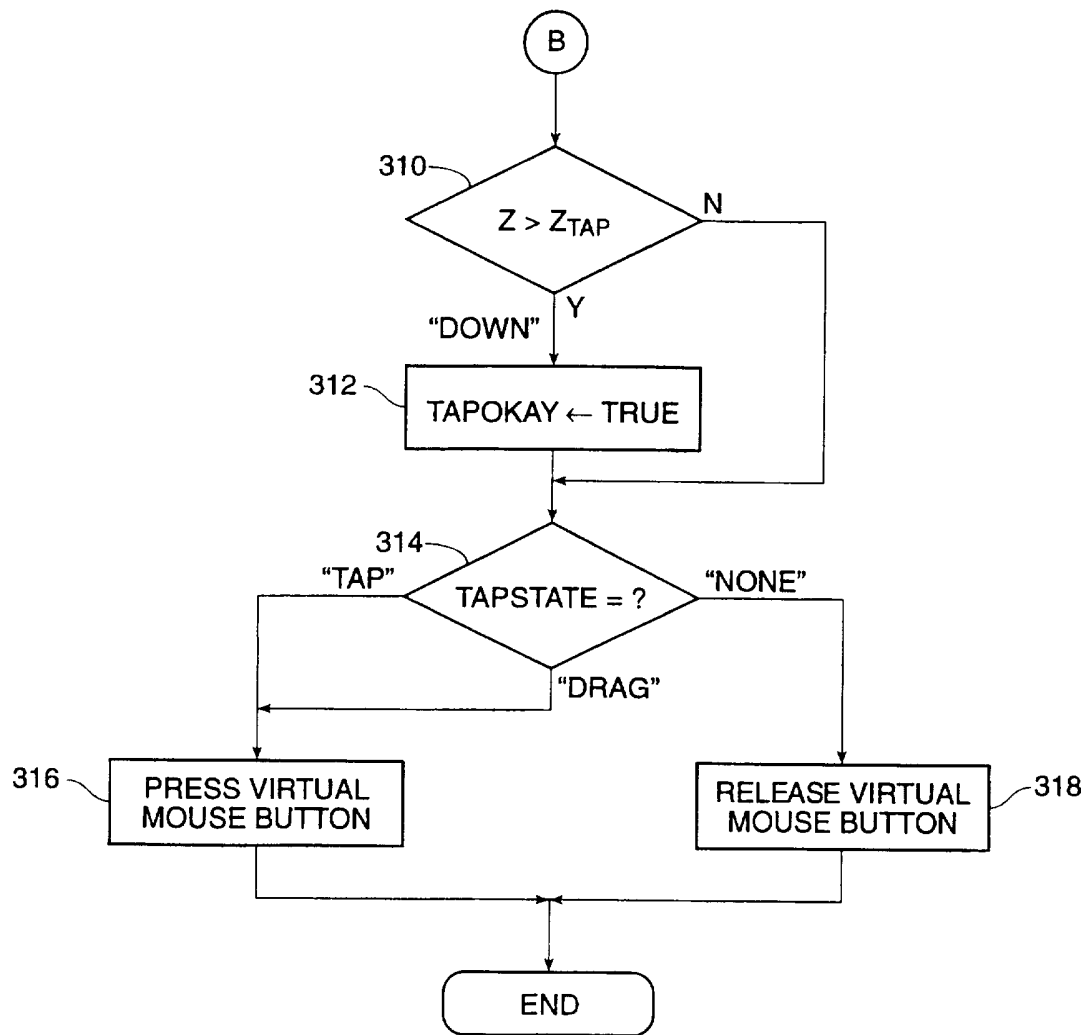 B
310
Z > ZTAP
N
Y
“DOWN”
312
TAPOKAY ← TRUE
314
“TAP”
TAPSTATE = ?
“NONE”
“DRAG”
316
PRESS VIRTUAL
MOUSE BUTTON
RELEASE VIRTUAL
MOUSE BUTTON
318
END